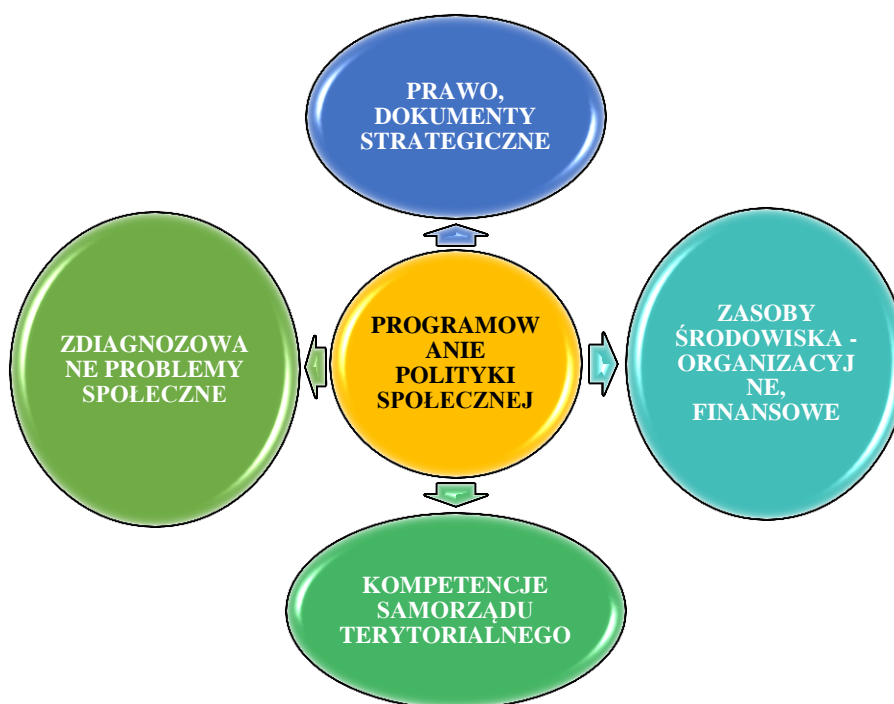 PRAWO,
DOKUMENTY
STRATEGICZNE
ZDIAGNOZOWA
NE PROBLEMY
SPOŁECZNE
PROGRAMOW
ANIE
POLITYKI
SPOŁECZNEJ
ZASOBY
ŚRODOWISKA -
ORGANIZACYJ
NE,
FINANSOWE
KOMPETENCJE
SAMORZĄDU
TERYTORIALNEGO